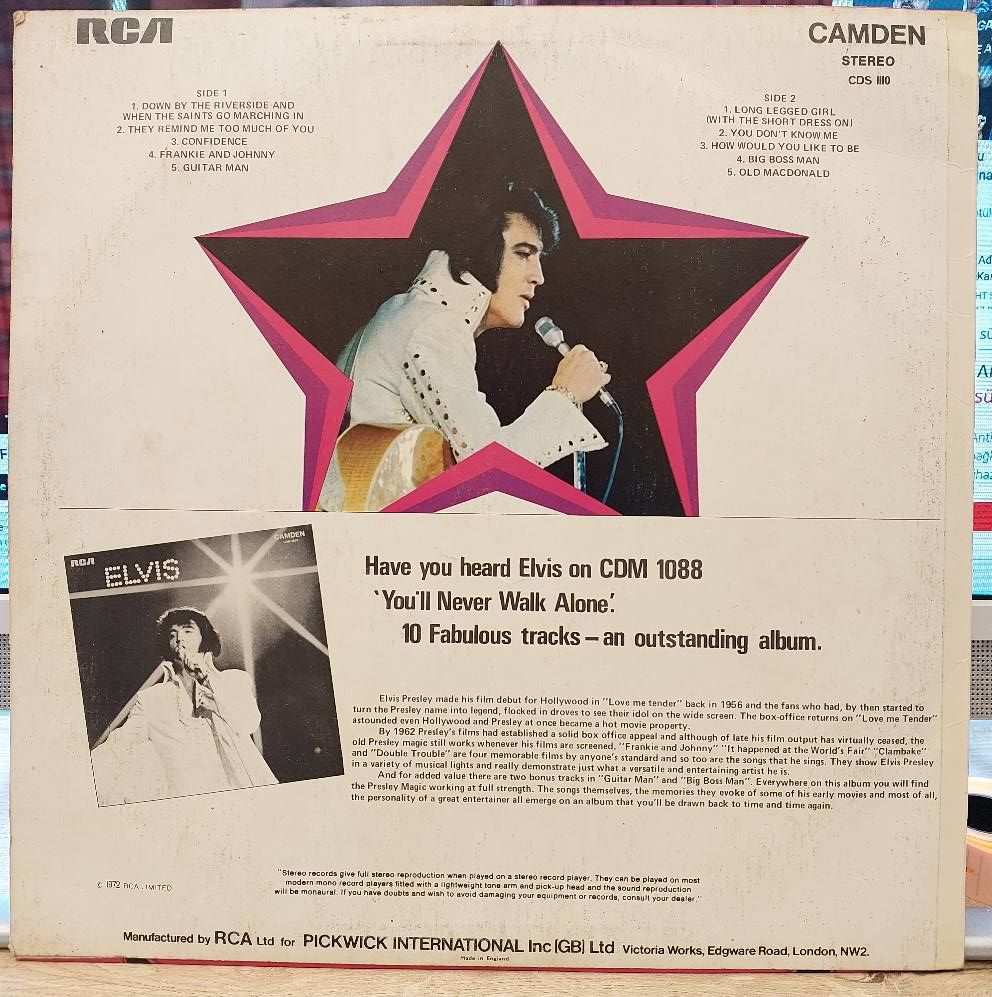 RCA
CAMDEN
STEREO
CDS 1110
SIDE 1
1. DOWN BY THE RIVERSIDE AND
WHEN THE SAINTS GO MARCHING IN
2. THEY REMIND ME TOO MUCH OF YOU
3. CONFIDENCE
4. FRANKIE AND JOHNNY
5. GUITAR MAN
SIDE 2
1. LONG LEGGED GIRL
(WITH THE SHORT DRESS ON)
2. YOU DON'T KNOW ME
3. HOW WOULD YOU LIKE TO BE
4. BIG BOSS MAN
5. OLD MACDONALD
RCA
CAMDEN
ELVIS
Have you heard Elvis on CDM 1088
'You'll Never Walk Alone'.
10 Fabulous tracks – an outstanding album.
Elvis Presley made his film debut for Hollywood in "Love me tender" back in 1956 and the fans who had, by then started to
turn the Presley name into legend, flocked in droves to see their idol on the wide screen. The box-office returns on "Love me Tender"
astounded even Hollywood and Presley at once became a hot movie property.
By 1962 Presley's films had established a solid box office appeal and although of late his film output has virtually ceased, the
old Presley magic still works whenever his films are screened, "Frankie and Johnny" "It happened at the World's Fair" "Clambake"
and "Double Trouble" are four memorable films by anyone's standard and so too are the songs that he sings. They show Elvis Presley
in a variety of musical lights and really demonstrate just what a versatile and entertaining artist he is.
And for added value there are two bonus tracks in "Guitar Man" and "Big Boss Man". Everywhere on this album you will find
the Presley Magic working at full strength. The songs themselves, the memories they evoke of some of his early movies and most of all,
the personality of a great entertainer all emerge on an album that you'll be drawn back to time and time again.
"Stereo records give full stereo reproduction when played on a stereo record player. They can be played on most
modern mono record players fitted with a lightweight tone arm and pick-up head and the sound reproduction
will be monaural. If you have doubts and wish to avoid damaging your equipment or records, consult your dealer."
© 1972 RCA LIMITED
Manufactured by RCA Ltd for PICKWICK INTERNATIONAL Inc (GB) Ltd Victoria Works, Edgware Road, London, NW2.
Made in England